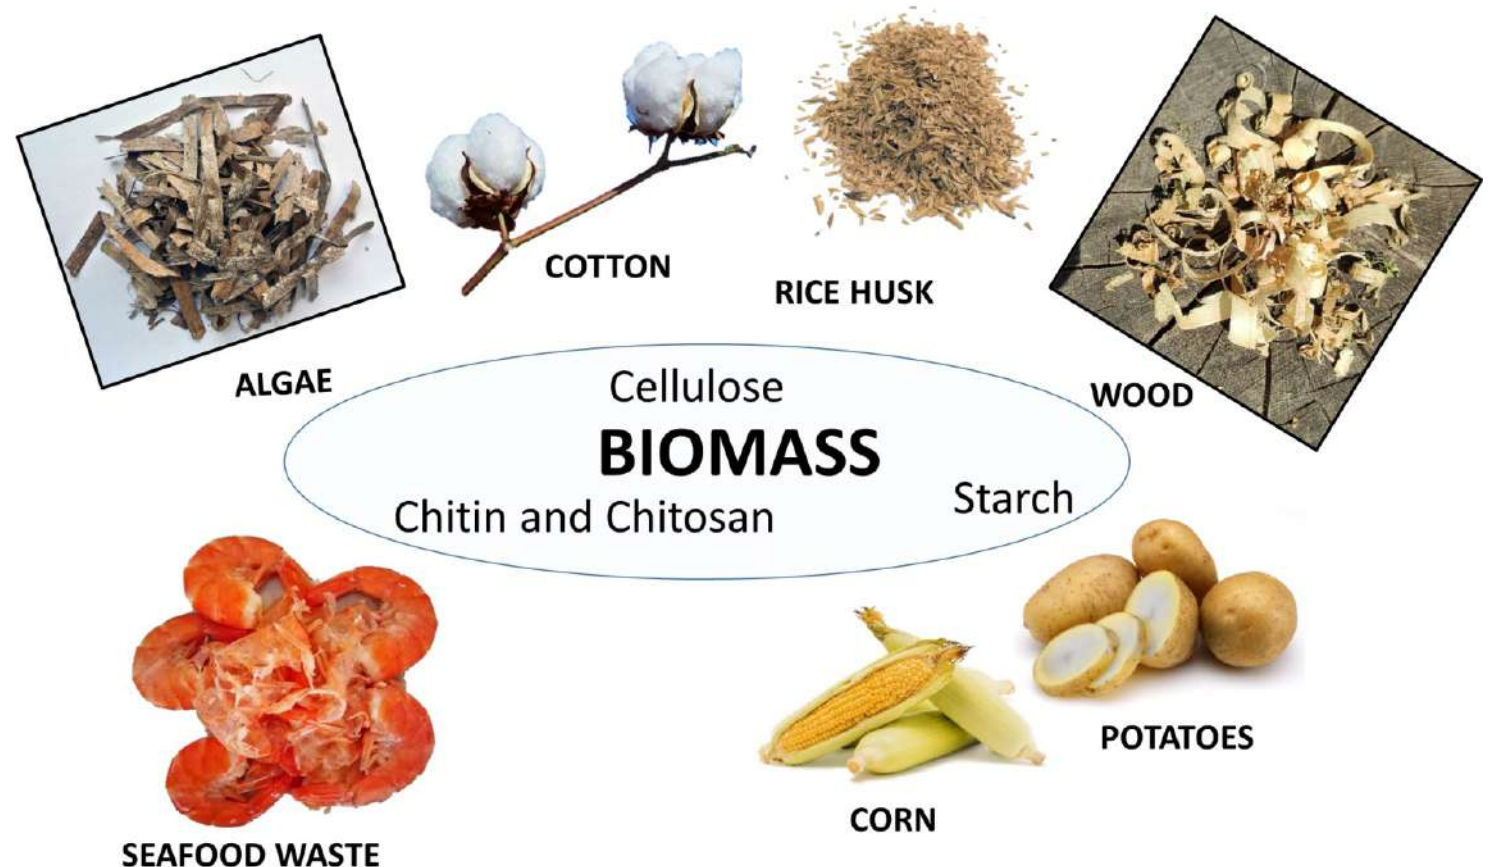 COTTON
RICE HUSK
ALGAE
WOOD
Cellulose
BIOMASS
Starch
Chitin and Chitosan
POTATOES
CORN
SEAFOOD WASTE